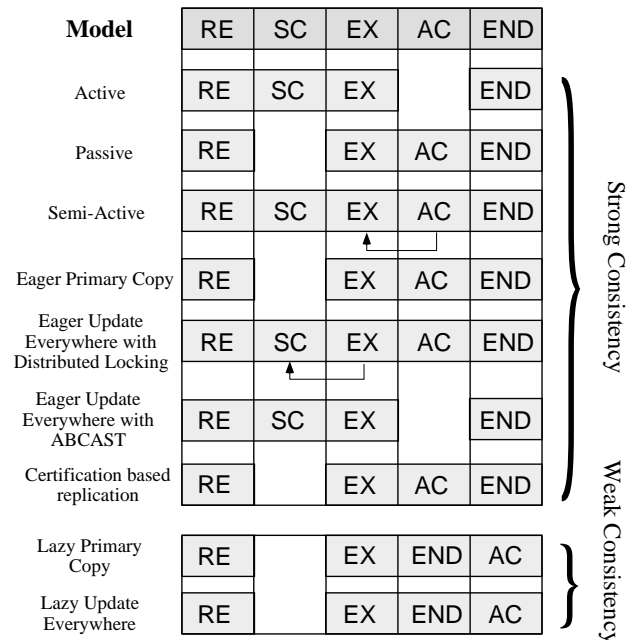 Model RE SC EX AC END
Active RE SC EX END
Passive RE EX AC END
Semi-Active RE SC EX AC END
Eager Primary Copy RE EX AC END
Eager Update
Everywhere with
Distributed Locking
RE SC EX AC END
Eager Update
Everywhere with
ABCAST
RE SC EX END
Certification based
replication
RE EX AC END
Strong Consistency
Lazy Primary
Copy
RE EX END AC
Lazy Update
Everywhere
RE EX END AC
Weak Consistency